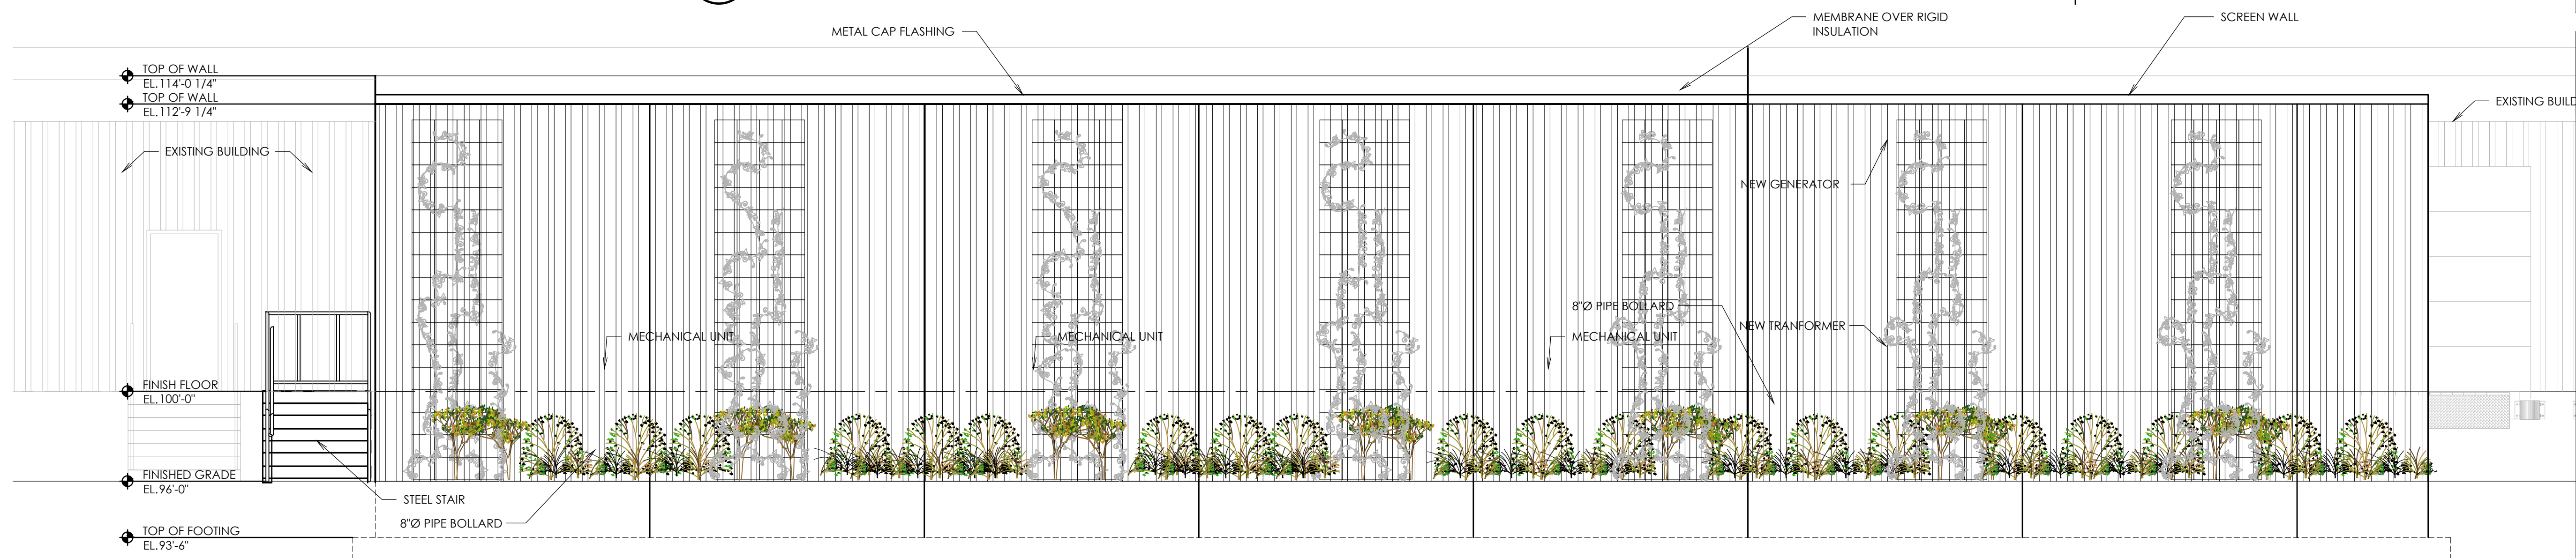 METAL CAP FLASHING
MEMBRANE OVER RIGID
INSULATION
SCREEN WALL
TOP OF WALL
EL.114'-0 1/4"
TOP OF WALL
EL.112'-9 1/4"
EXISTING BUILD
EXISTING BUILDING
NEW GENERATOR
8"Ø PIPE BOLLARD
NEW TRANFORMER
MECHANICAL UNIT
MECHANICAL UNIT
MECHANICAL UNIT
FINISH FLOOR
EL.100'-0"
FINISHED GRADE
EL.96'-0"
STEEL STAIR
8"Ø PIPE BOLLARD
TOP OF FOOTING
EL.93'-6"